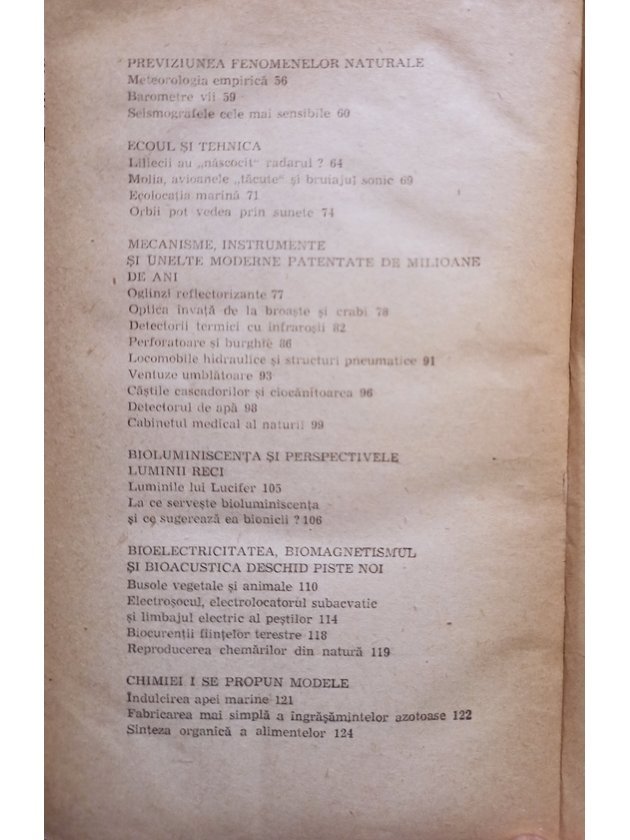 PREVIZIUNEA FENOMENELOR NATURALE
Meteorologia empirică 56
Barometre vii 59
Seismografele cele mai sensibile 60
ECOUL ȘI TEHNICA
Liliecii au „născocit“ radarul ? 64
Molia, avioanele „tăcute“ și bruiajul sonic 69
Ecolocația marină 71
Orbii pot vedea prin sunete 74
MECANISME, INSTRUMENTE
ȘI UNELTE MODERNE PATENTATE DE MILIOANE
DE ANI
Oglinzi reflectorizante 77
Optica învață de la broaște și crabi 78
Detectorii termici cu infraroșii 82
Perforatoare și burghie 86
Locomobile hidraulice și structuri pneumatice 91
Ventuze umblătoare 93
Căștile cascadorilor și ciocănitoarea 96
Detectorul de apă 98
Cabinetul medical al naturii 99
BIOLUMINISCENȚA ȘI PERSPECTIVELE
LUMINII RECI
Luminile lui Lucifer 105
La ce servește bioluminiscența
și ce sugerează ea bionicii ? 106
BIOELECTRICITATEA, BIOMAGNETISMUL
ȘI BIOACUSTICA DESCHID PISTE NOI
Busole vegetale și animale 110
Electroșocul, electrolocatorul subacvatic
și limbajul electric al peștilor 114
Biocurenții ființelor terestre 118
Reproducerea chemărilor din natură 119
CHIMIEI I SE PROPUN MODELE
Îndulcirea apei marine 121
Fabricarea mai simplă a îngrășămintelor azotoase 122
Sinteza organică a alimentelor 124